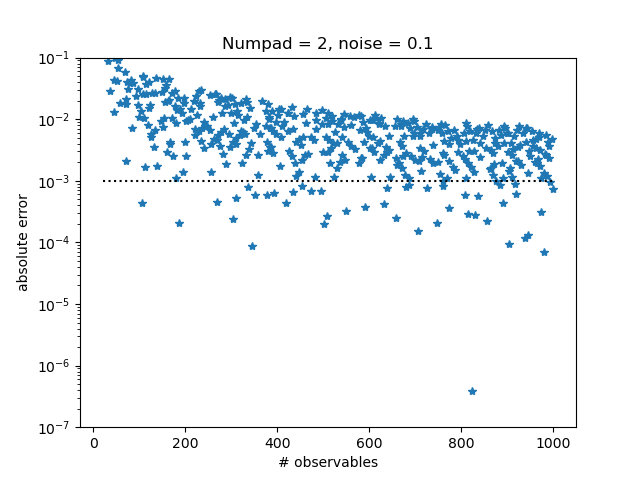 Numpad = 2, noise = 0.1
10⁻¹
10⁻²
10⁻³
10⁻⁴
10⁻⁵
10⁻⁶
10⁻⁷
absolute error
0 200 400 600 800 1000
# observables